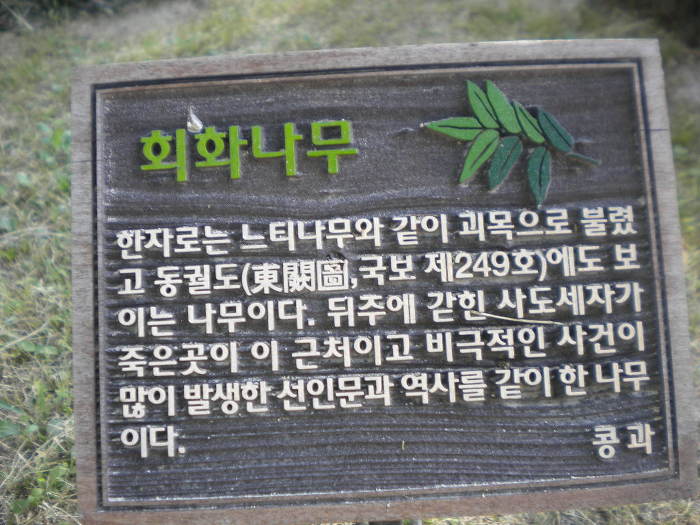 회화나무
한자로는 느티나무와 같이 괴목으로 불렸
고 동궐도(東闕圖,국보 제249호)에도 보
이는 나무이다. 뒤주에 갇힌 사도세자가
죽은곳이 이 근처이고 비극적인 사건이
많이 발생한 선인문과 역사를 같이 한 나무
이다.
콩과